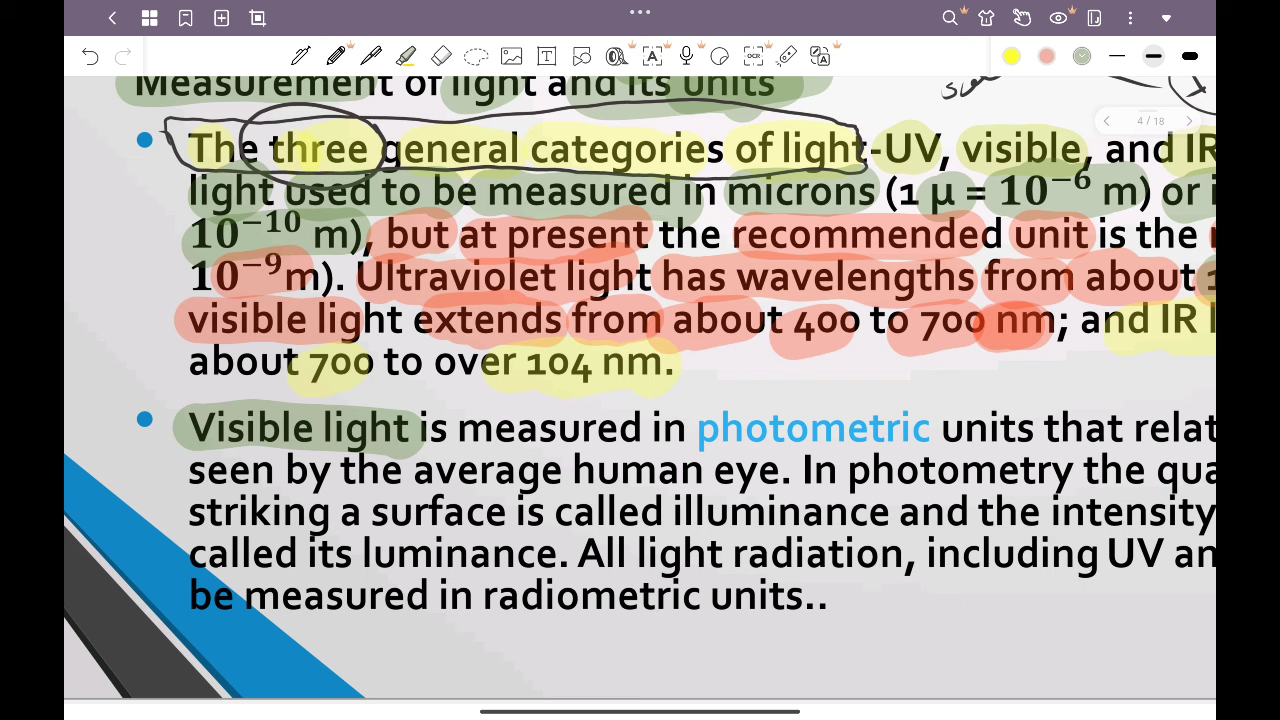 4 / 18
Measurement of light and its units
• The three general categories of light-UV, visible, and IR
light used to be measured in microns (1 μ = 10⁻⁶ m) or i
10⁻¹⁰ m), but at present the recommended unit is the
10⁻⁹m). Ultraviolet light has wavelengths from about 1
visible light extends from about 400 to 700 nm; and IR l
about 700 to over 104 nm.
• Visible light is measured in photometric units that relat
seen by the average human eye. In photometry the qua
striking a surface is called illuminance and the intensity
called its luminance. All light radiation, including UV an
be measured in radiometric units..